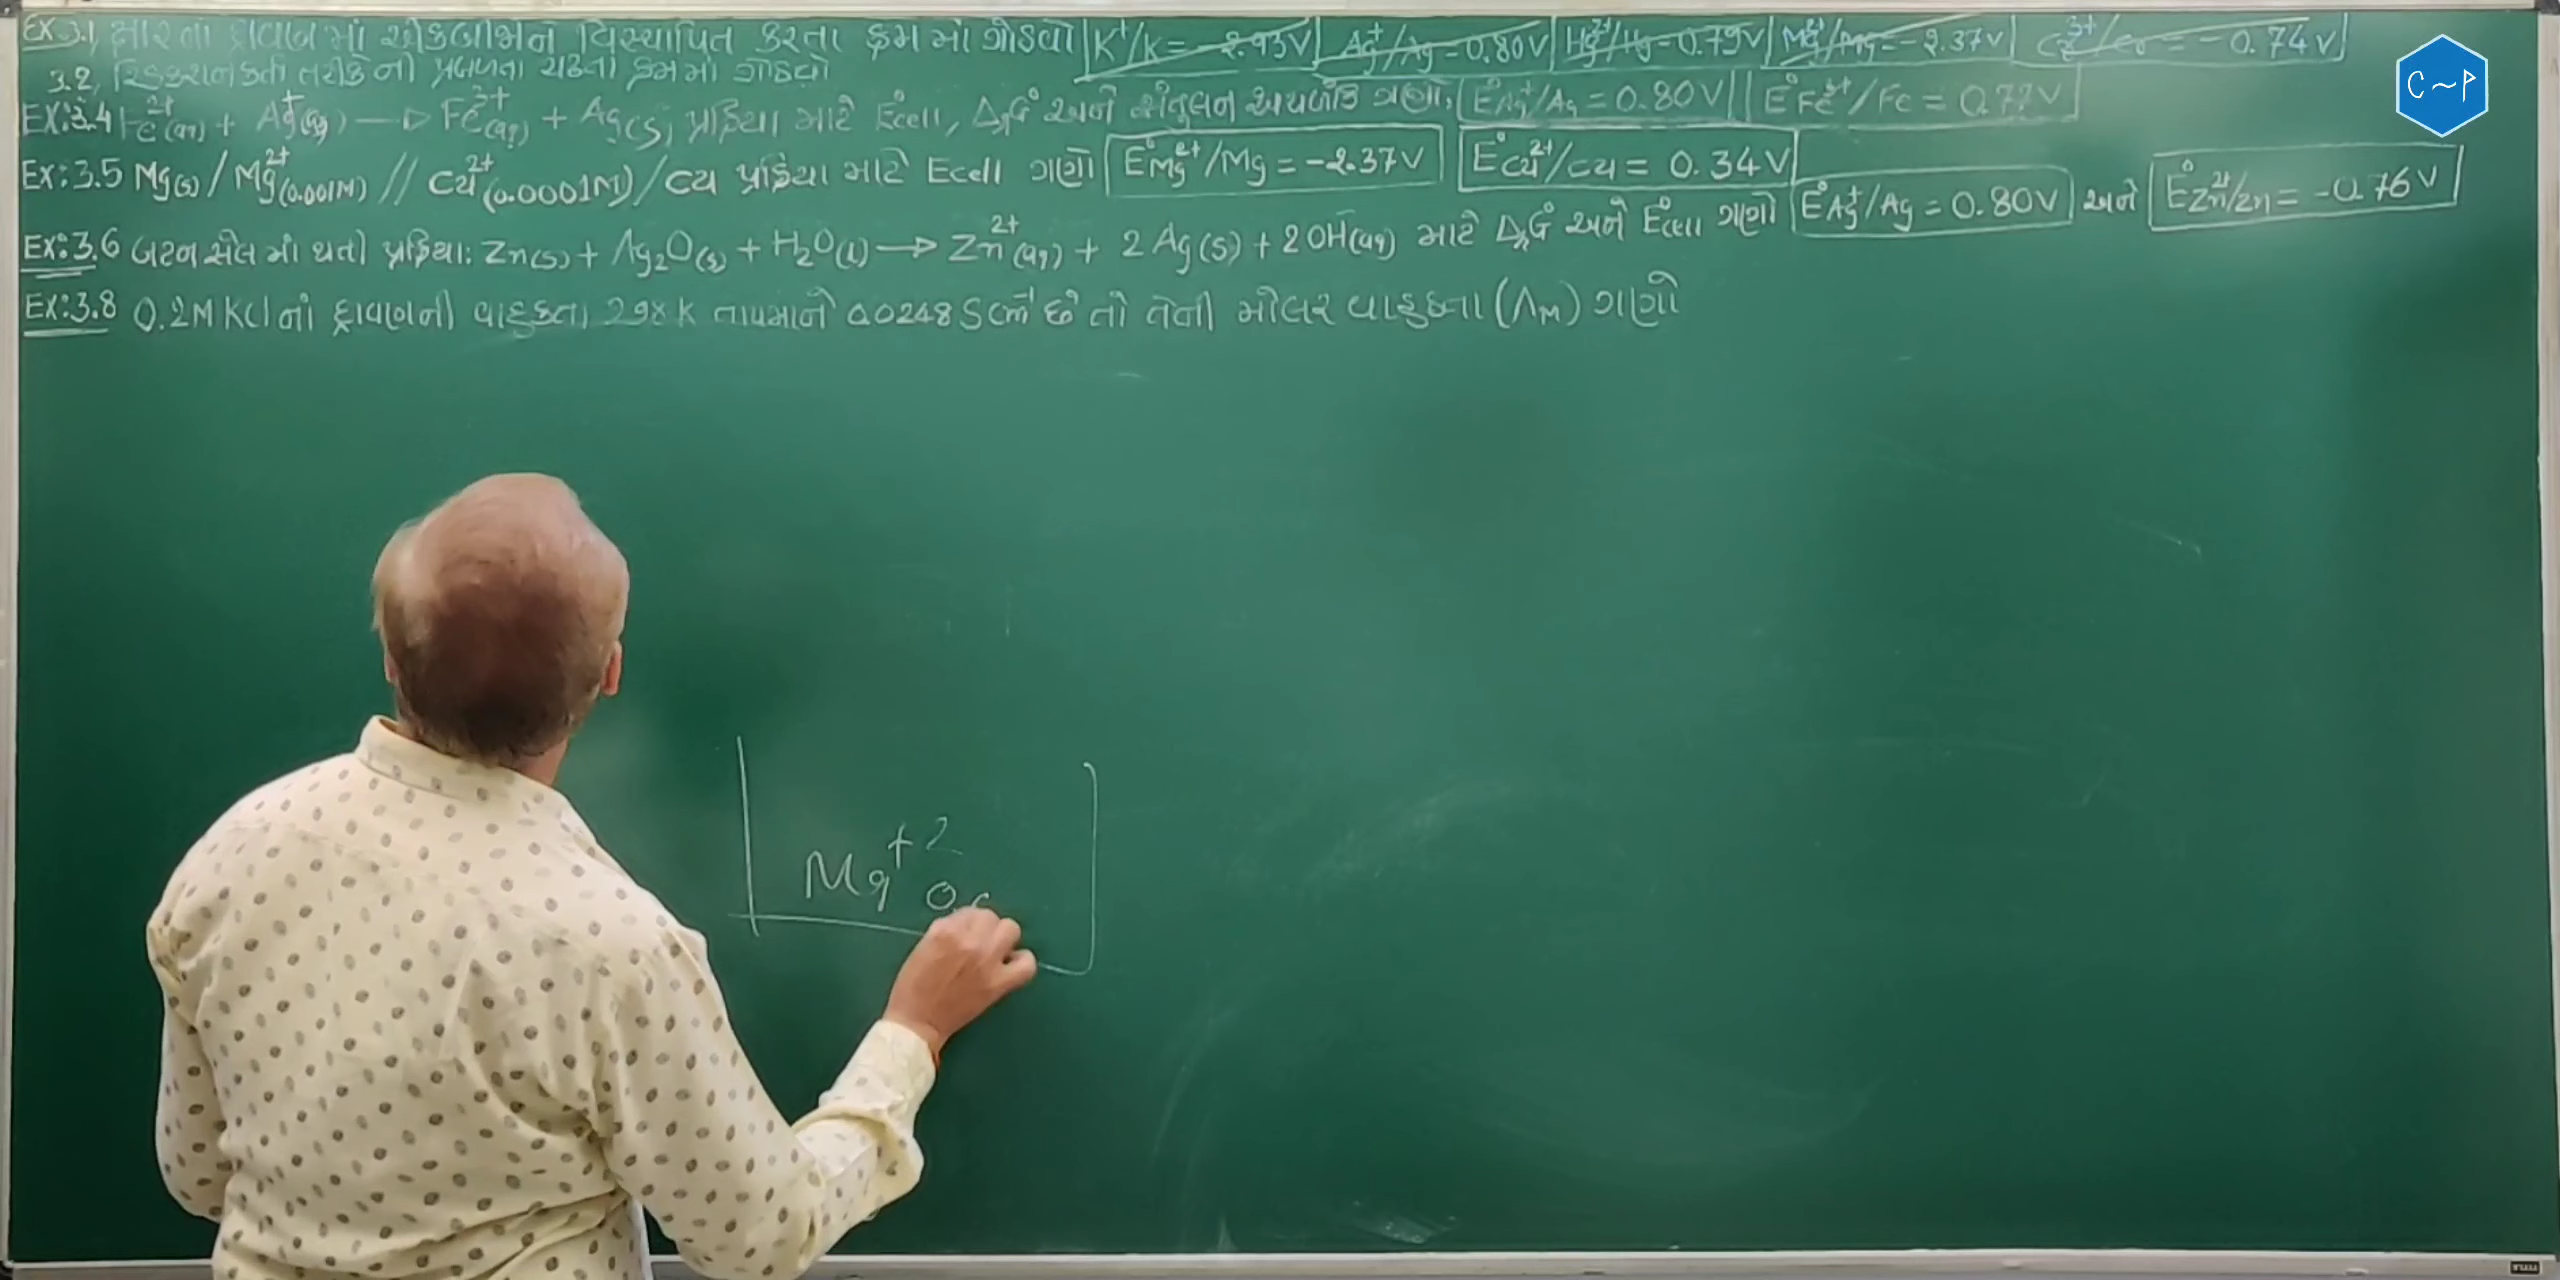 Ex 3.1, ક્ષારના દ્રાવણ માં એકબીજાને વિસ્થાપિત કરતા ક્રમ માં ગોઠવો K⁺/K = -2.93V Ag⁺/Ag = 0.80V Hg²⁺/Hg = 0.79V Mg²⁺/Mg = -2.37V Cr³⁺/Cr = -0.74V
3.2, રિડક્શનકર્તા તરીકેની પ્રબળતા ચઢતા ક્રમમાં ગોઠવો
EX:3.4 Fe²⁺(aq) + Ag⁺(aq) → Fe³⁺(aq) + Ag(s) પ્રક્રિયા માટે E°cell, ΔrG° અને સંતુલન અચળાંક ગણો. E°Ag⁺/Ag = 0.80V E°Fe³⁺/Fe = 0.77V
Ex:3.5 Mg(s) / Mg²⁺(0.001M) // Cu²⁺(0.0001M) / Cu પ્રક્રિયા માટે Ecell ગણો E°Mg²⁺/Mg = -2.37V E°Cu²⁺/Cu = 0.34V
Ex:3.6 બટન સેલ માં થતી પ્રક્રિયા: Zn(s) + Ag₂O(s) + H₂O(l) → Zn²⁺(aq) + 2Ag(s) + 2OH⁻(aq) માટે ΔrG° અને E°cell ગણો E°Ag⁺/Ag = 0.80V અને E°Zn²⁺/Zn = -0.76V
Ex:3.8 0.2M KCl નાં દ્રાવણની વાહકતા 298K તાપમાને 0.0248 S cm⁻¹ છે તો તેની મોલર વાહકતા (ΛM) ગણો
C~P
Mg⁺²